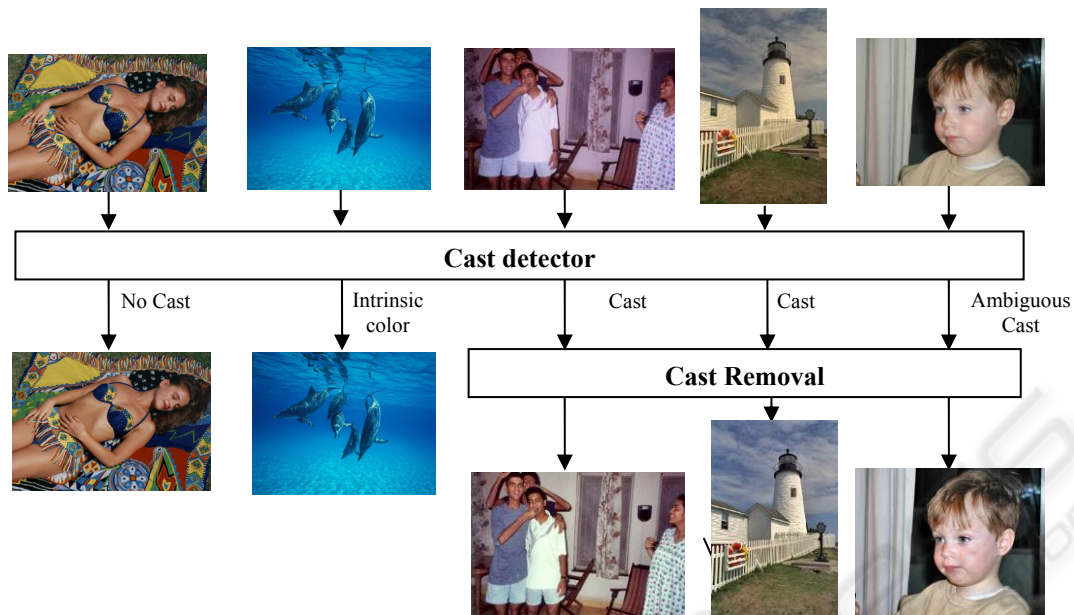 Cast detector
No Cast
Intrinsic
color
Cast
Cast
Ambiguous
Cast
Cast Removal